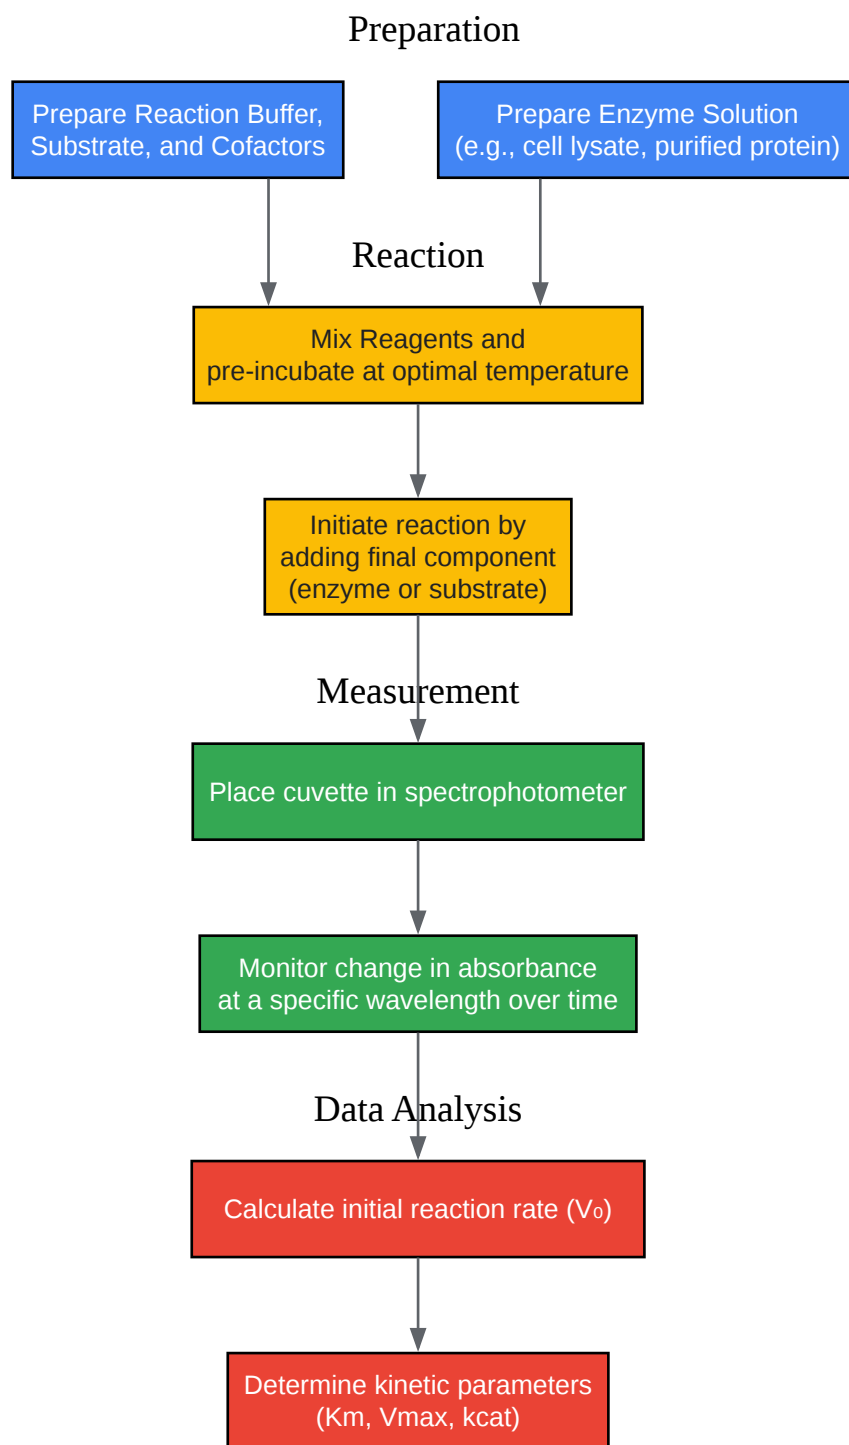 Preparation
Prepare Reaction Buffer,
Substrate, and Cofactors
Prepare Enzyme Solution
(e.g., cell lysate, purified protein)
Reaction
Mix Reagents and
pre-incubate at optimal temperature
Initiate reaction by
adding final component
(enzyme or substrate)
Measurement
Place cuvette in spectrophotometer
Monitor change in absorbance
at a specific wavelength over time
Data Analysis
Calculate initial reaction rate (V₀)
Determine kinetic parameters
(Km, Vmax, kcat)